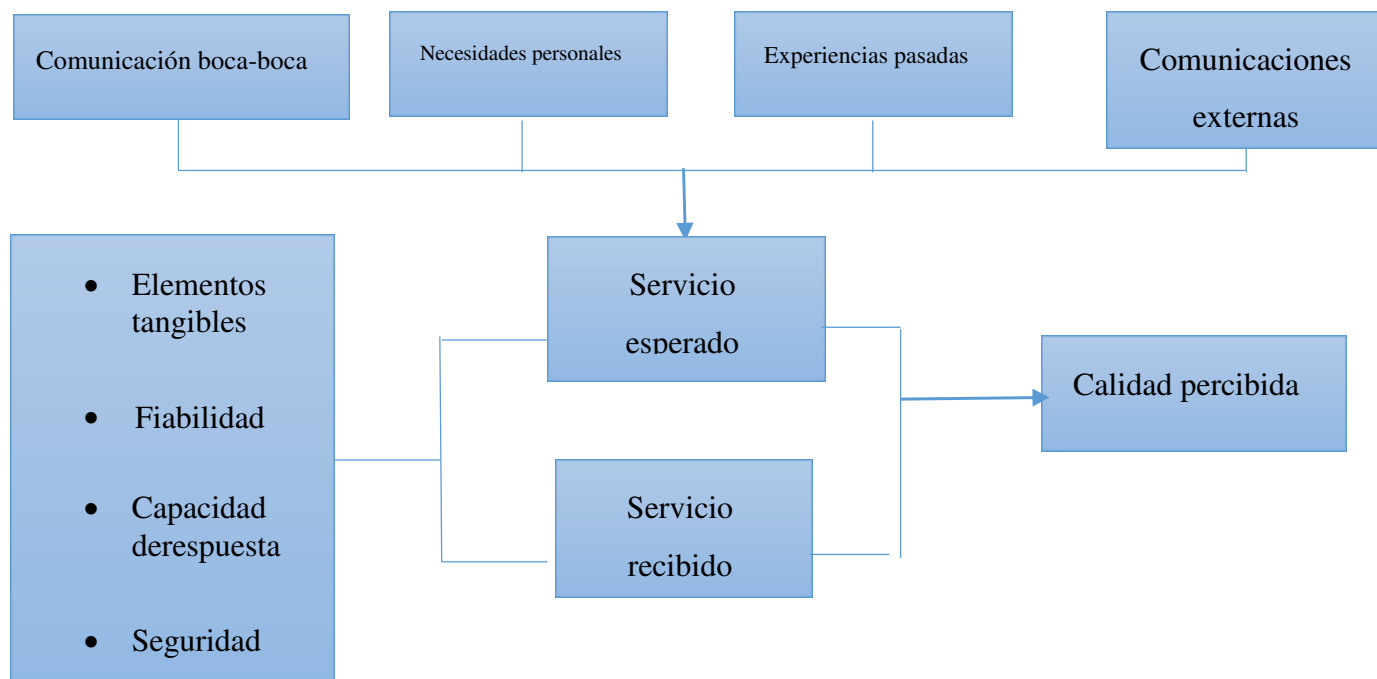 Comunicación boca-boca
Necesidades personales
Experiencias pasadas
Comunicaciones
externas
• Elementos
tangibles
• Fiabilidad
• Capacidad
derespuesta
• Seguridad
Servicio
esperado
Servicio
recibido
Calidad percibida